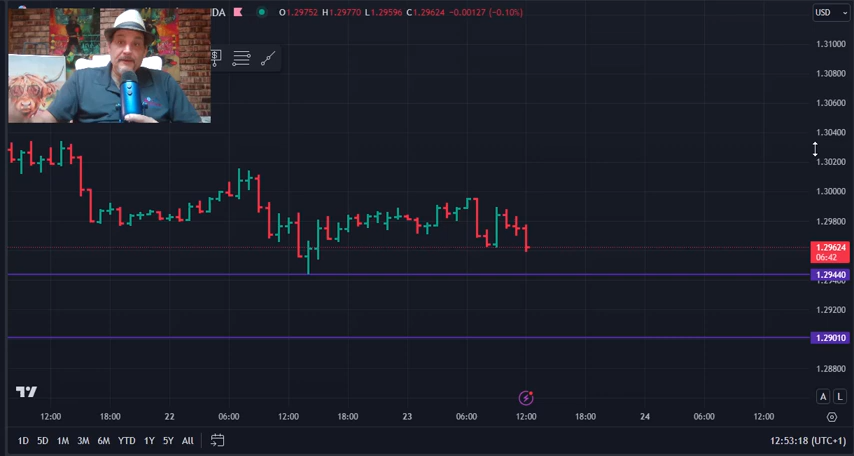 DA O1.29752 H1.29770 L1.29596 C1.29624 −0.00127 (−0.10%)
USD
1.31000
1.30800
1.30600
1.30400
1.30200
1.30000
1.29800
1.29624
06:42
1.29440
1.29400
1.29200
1.29010
1.28800
A L
12:00 18:00 22 06:00 12:00 18:00 23 06:00 12:00 18:00 24 06:00 12:00
1D 5D 1M 3M 6M YTD 1Y 5Y All
12:53:18 (UTC+1)